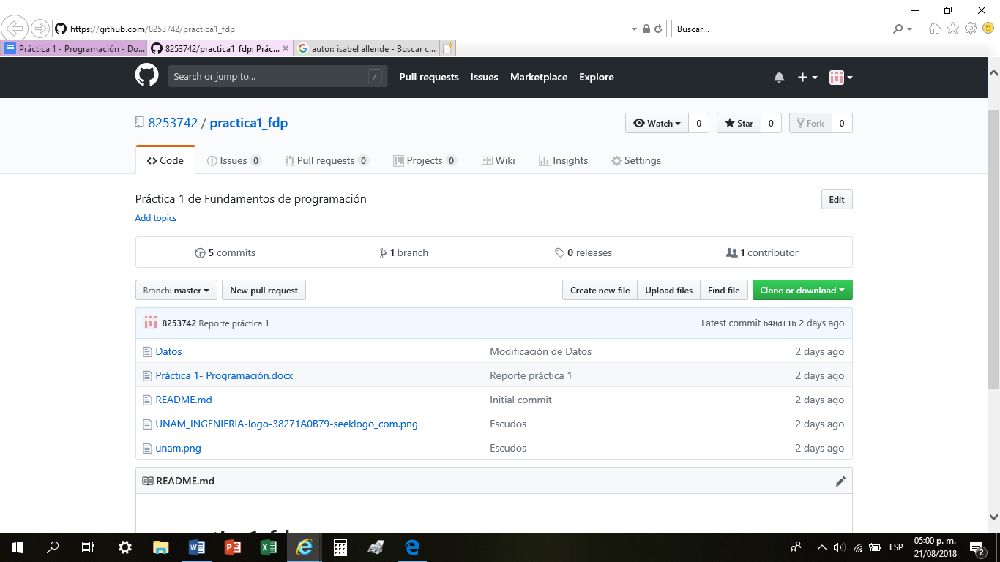 https://github.com/8253742/practica1_fdp
Buscar...
Práctica 1 - Programación - Do...
8253742/practica1_fdp: Prác...
autor: isabel allende - Buscar c...
Search or jump to...
/
Pull requests
Issues
Marketplace
Explore
8253742 / practica1_fdp
Watch
0
Star
0
Fork
0
Code
Issues 0
Pull requests 0
Projects 0
Wiki
Insights
Settings
Práctica 1 de Fundamentos de programación
Edit
Add topics
5 commits
1 branch
0 releases
1 contributor
Branch: master
New pull request
Create new file
Upload files
Find file
Clone or download
8253742 Reporte práctica 1
Latest commit b48df1b 2 days ago
Datos
Modificación de Datos
2 days ago
Práctica 1- Programación.docx
Reporte práctica 1
2 days ago
README.md
Initial commit
2 days ago
UNAM_INGENIERIA-logo-38271A0B79-seeklogo_com.png
Escudos
2 days ago
unam.png
Escudos
2 days ago
README.md
ESP
05:00 p. m.
21/08/2018
2